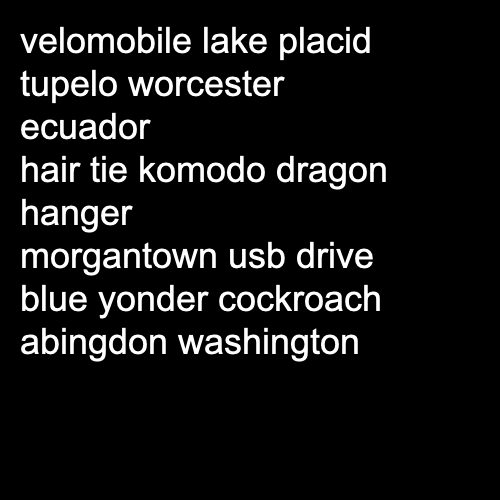 velomobile lake placid
tupelo worcester
ecuador
hair tie komodo dragon
hanger
morgantown usb drive
blue yonder cockroach
abingdon washington